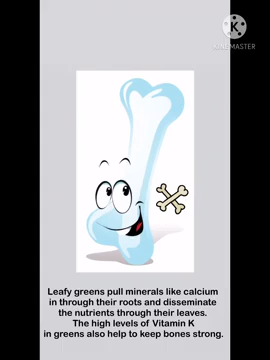 K
KINEMASTER
Leafy greens pull minerals like calcium
in through their roots and disseminate
the nutrients through their leaves.
The high levels of Vitamin K
in greens also help to keep bones strong.